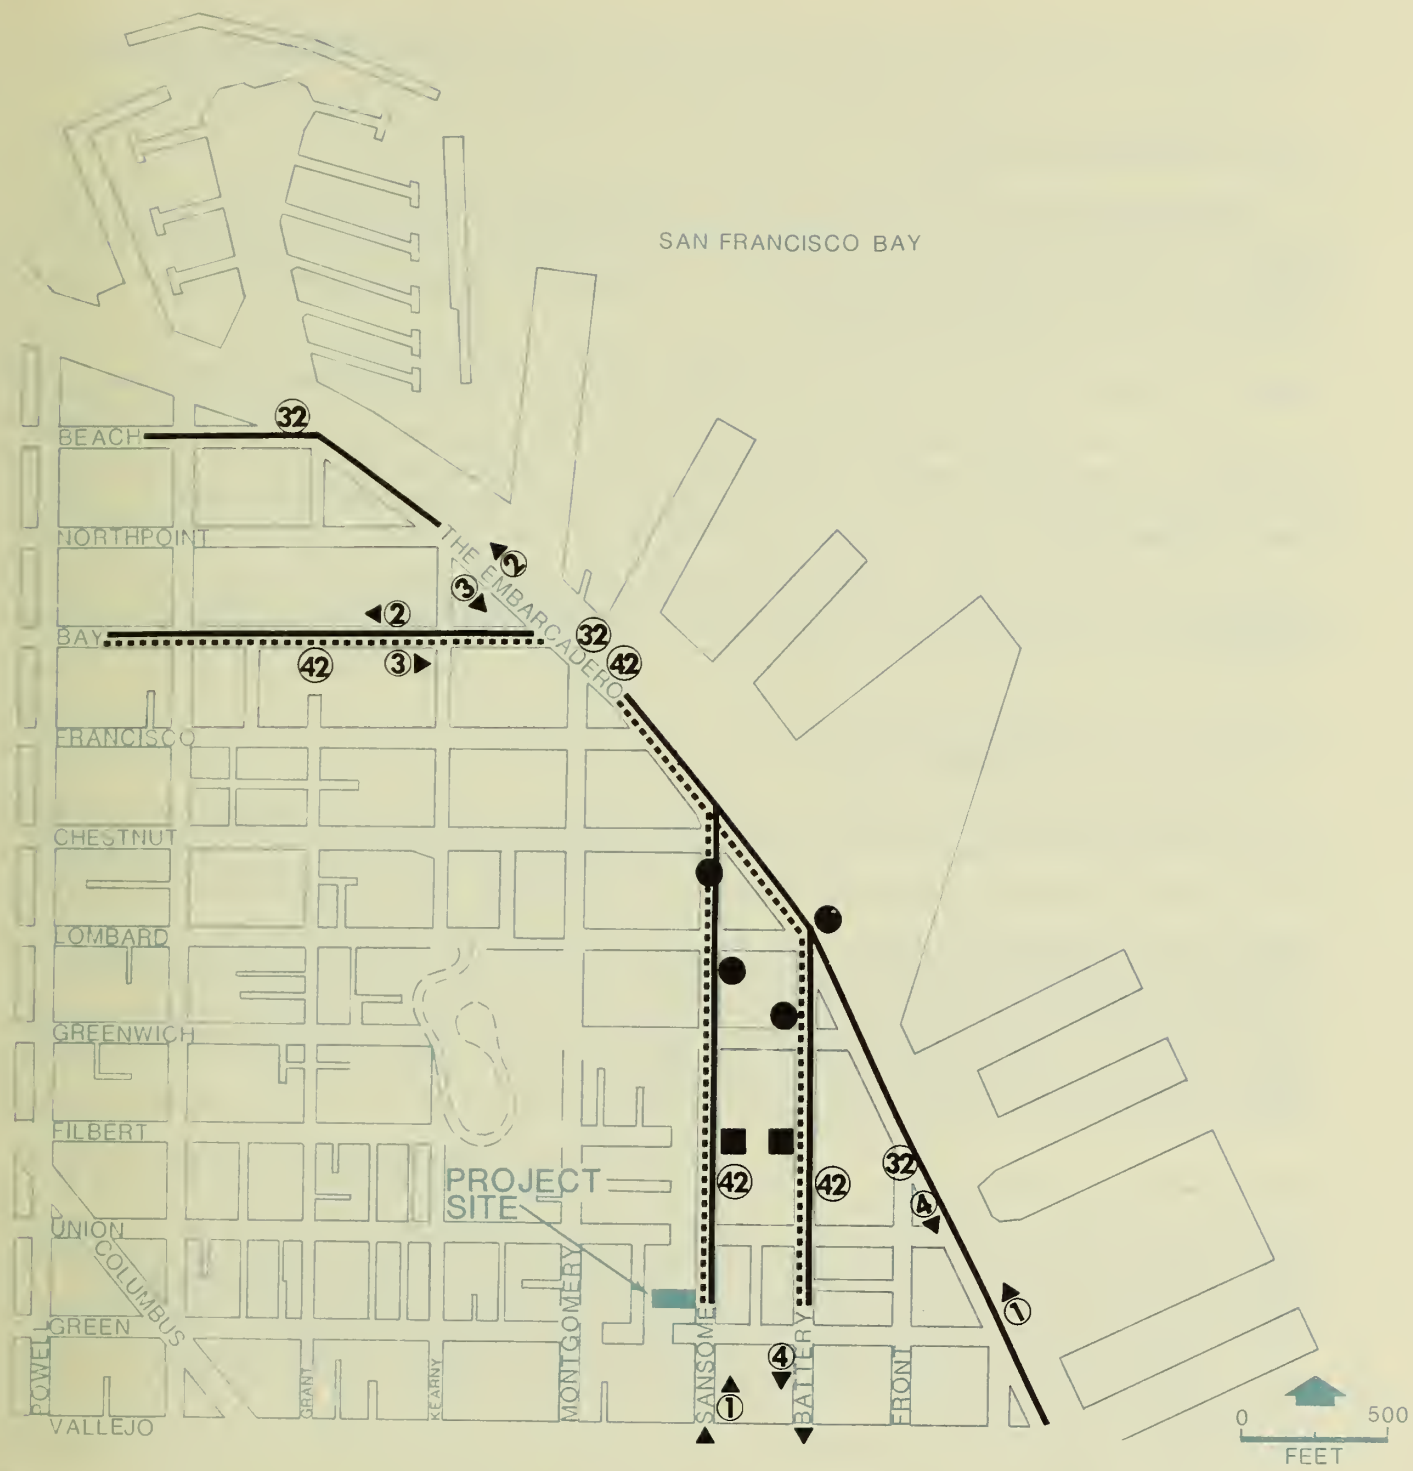 SAN FRANCISCO BAY
32
BEACH
NORTHPOINT
THE EMBARCADERO
2
3
2
BAY
32
42
42
3
FRANCISCO
CHESTNUT
LOMBARD
GREENWICH
FILBERT
32
PROJECT
SITE
42
42
4
UNION
COLUMBUS
1
GREEN
POWELL
GRANT
KEARNY
MONTGOMERY
SANSOME
BATTERY
FRONT
4
1
VALLEJO
0 500
FEET